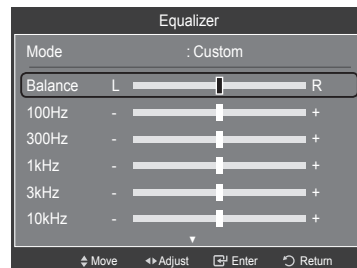 Equalizer
Mode : Custom
Balance L R
100Hz - +
300Hz - +
1kHz - +
3kHz - +
10kHz - +
▼
Move Adjust Enter Return